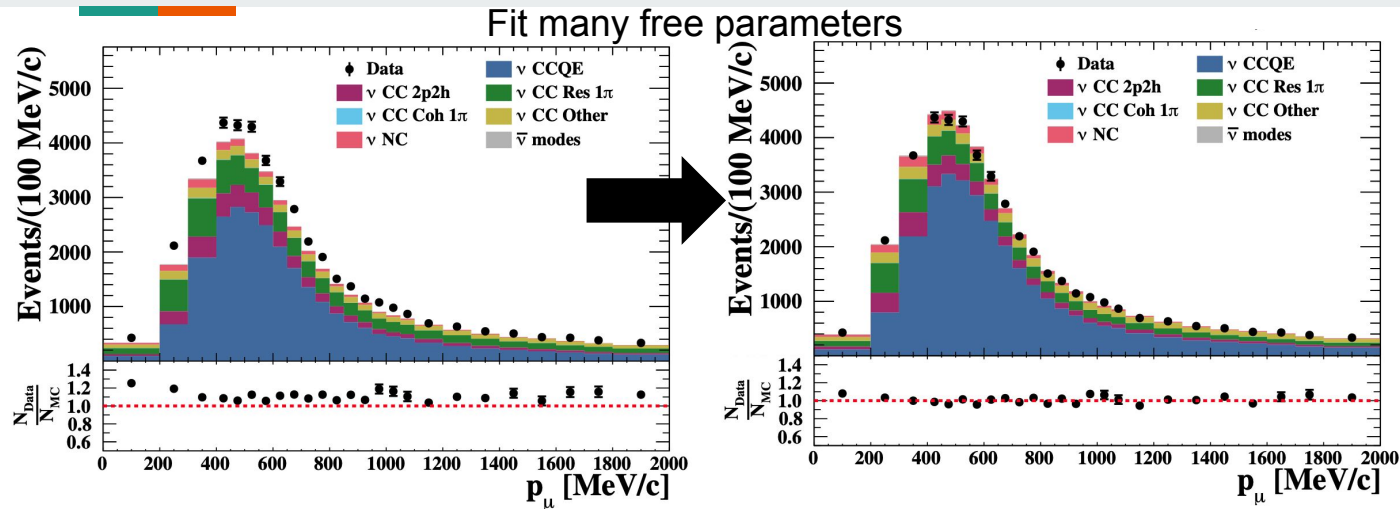 Fit many free parameters
Events/(100 MeV/c)
5000
4000
3000
2000
1000
Data
ν CCQE
ν CC 2p2h
ν CC Res 1π
ν CC Coh 1π
ν CC Other
ν NC
ν̅ modes
N_Data/N_MC
1.4
1.2
1.0
0.8
0.6
0 200 400 600 800 1000 1200 1400 1600 1800 2000
p_μ [MeV/c]
Events/(100 MeV/c)
5000
4000
3000
2000
1000
Data
ν CCQE
ν CC 2p2h
ν CC Res 1π
ν CC Coh 1π
ν CC Other
ν NC
ν̅ modes
N_Data/N_MC
1.4
1.2
1.0
0.8
0.6
0 200 400 600 800 1000 1200 1400 1600 1800 2000
p_μ [MeV/c]